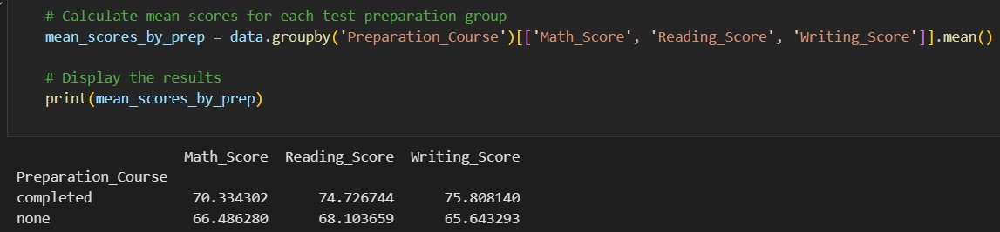 # Calculate mean scores for each test preparation group
mean_scores_by_prep = data.groupby('Preparation_Course')[['Math_Score', 'Reading_Score', 'Writing_Score']].mean()
# Display the results
print(mean_scores_by_prep)
Math_Score Reading_Score Writing_Score
Preparation_Course
completed 70.334302 74.726744 75.808140
none 66.486280 68.103659 65.643293